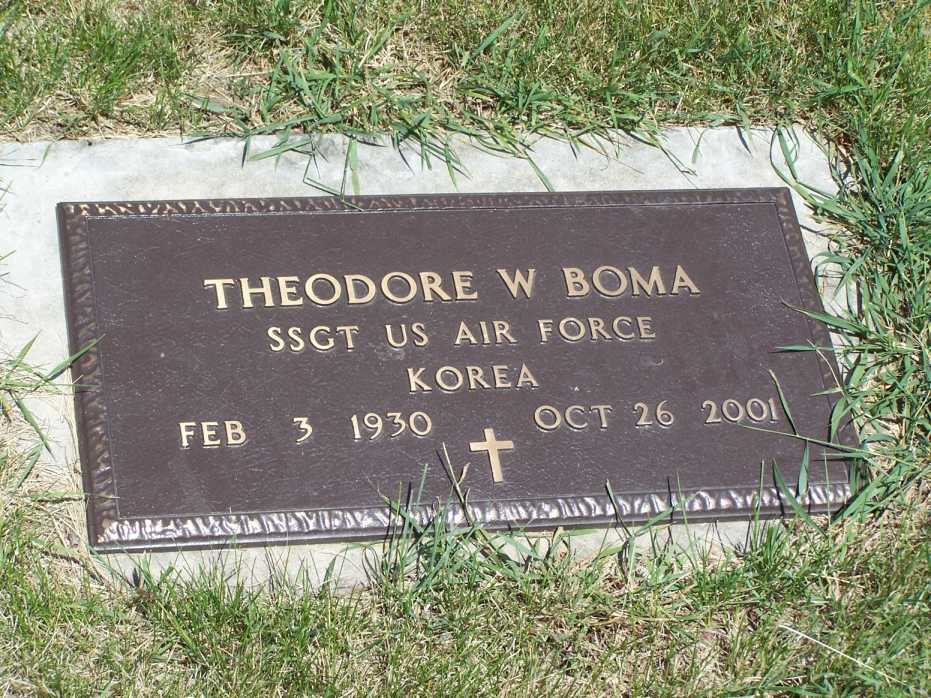 THEODORE W BOMA
SSGT US AIR FORCE
KOREA
FEB 3 1930 OCT 26 2001